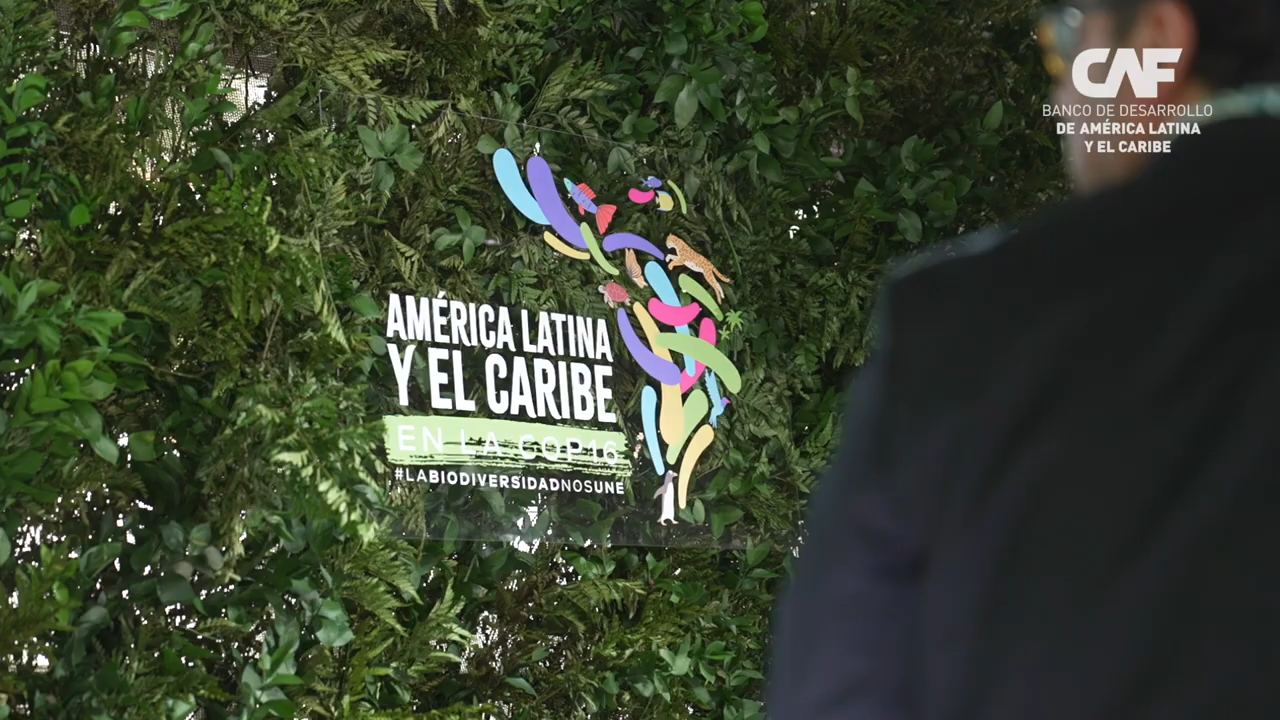 CAF
BANCO DE DESARROLLO
DE AMÉRICA LATINA
Y EL CARIBE
AMÉRICA LATINA
Y EL CARIBE
EN LA COP16
#LABIODIVERSIDADNOSUNE